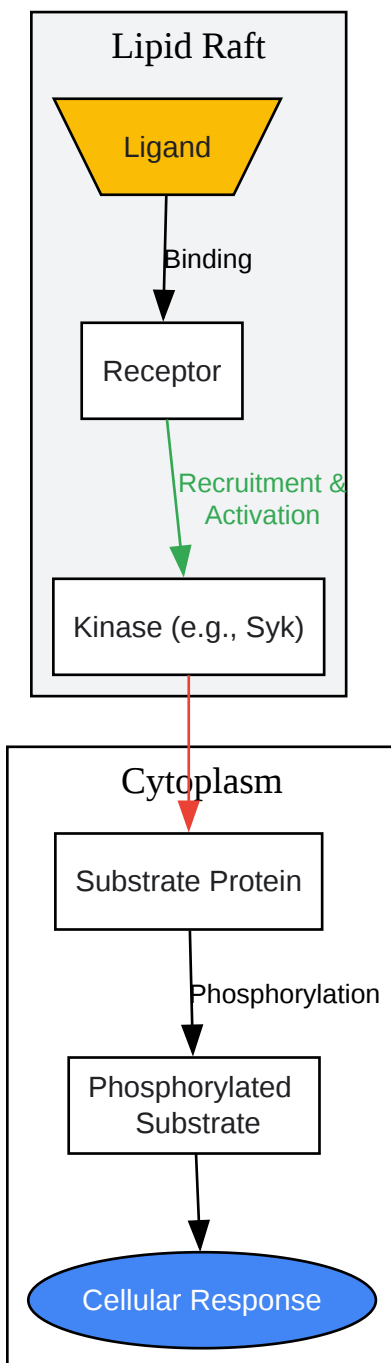 Lipid Raft
Ligand
Binding
Receptor
Recruitment &
Activation
Kinase (e.g., Syk)
Cytoplasm
Substrate Protein
Phosphorylation
Phosphorylated
Substrate
Cellular Response